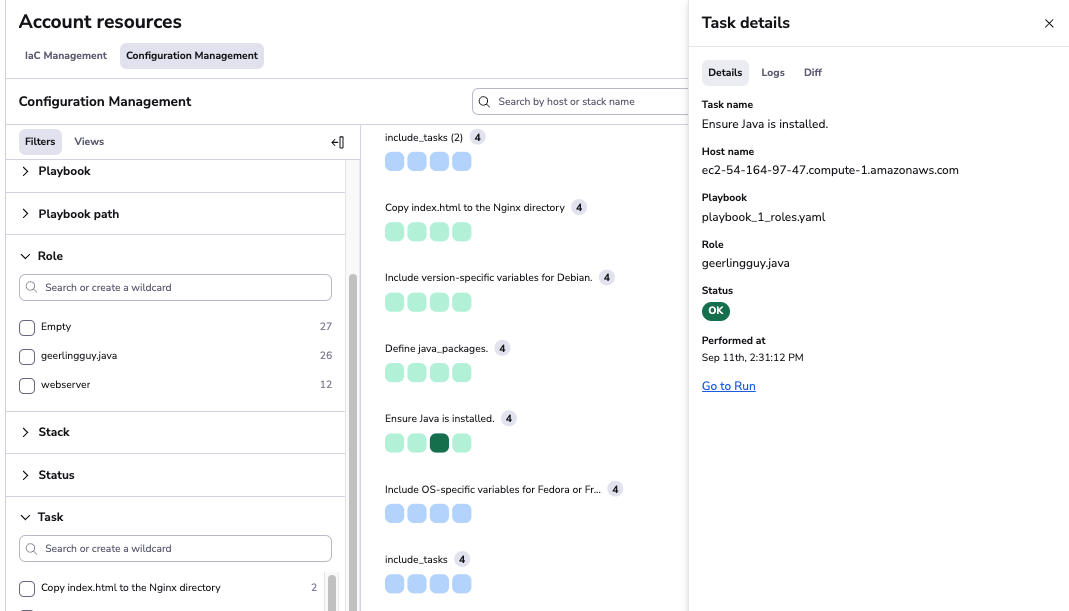 Account resources
IaC Management
Configuration Management
Configuration Management
Search by host or stack name
Filters
Views
Playbook
Playbook path
Role
Search or create a wildcard
Empty 27
geerlingguy.java 26
webserver 12
Stack
Status
Task
Search or create a wildcard
Copy index.html to the Nginx directory 2
include_tasks (2) 4
Copy index.html to the Nginx directory 4
Include version-specific variables for Debian. 4
Define java_packages. 4
Ensure Java is installed. 4
Include OS-specific variables for Fedora or Fr... 4
include_tasks 4
Task details
Details
Logs
Diff
Task name
Ensure Java is installed.
Host name
ec2-54-164-97-47.compute-1.amazonaws.com
Playbook
playbook_1_roles.yaml
Role
geerlingguy.java
Status
OK
Performed at
Sep 11th, 2:31:12 PM
Go to Run